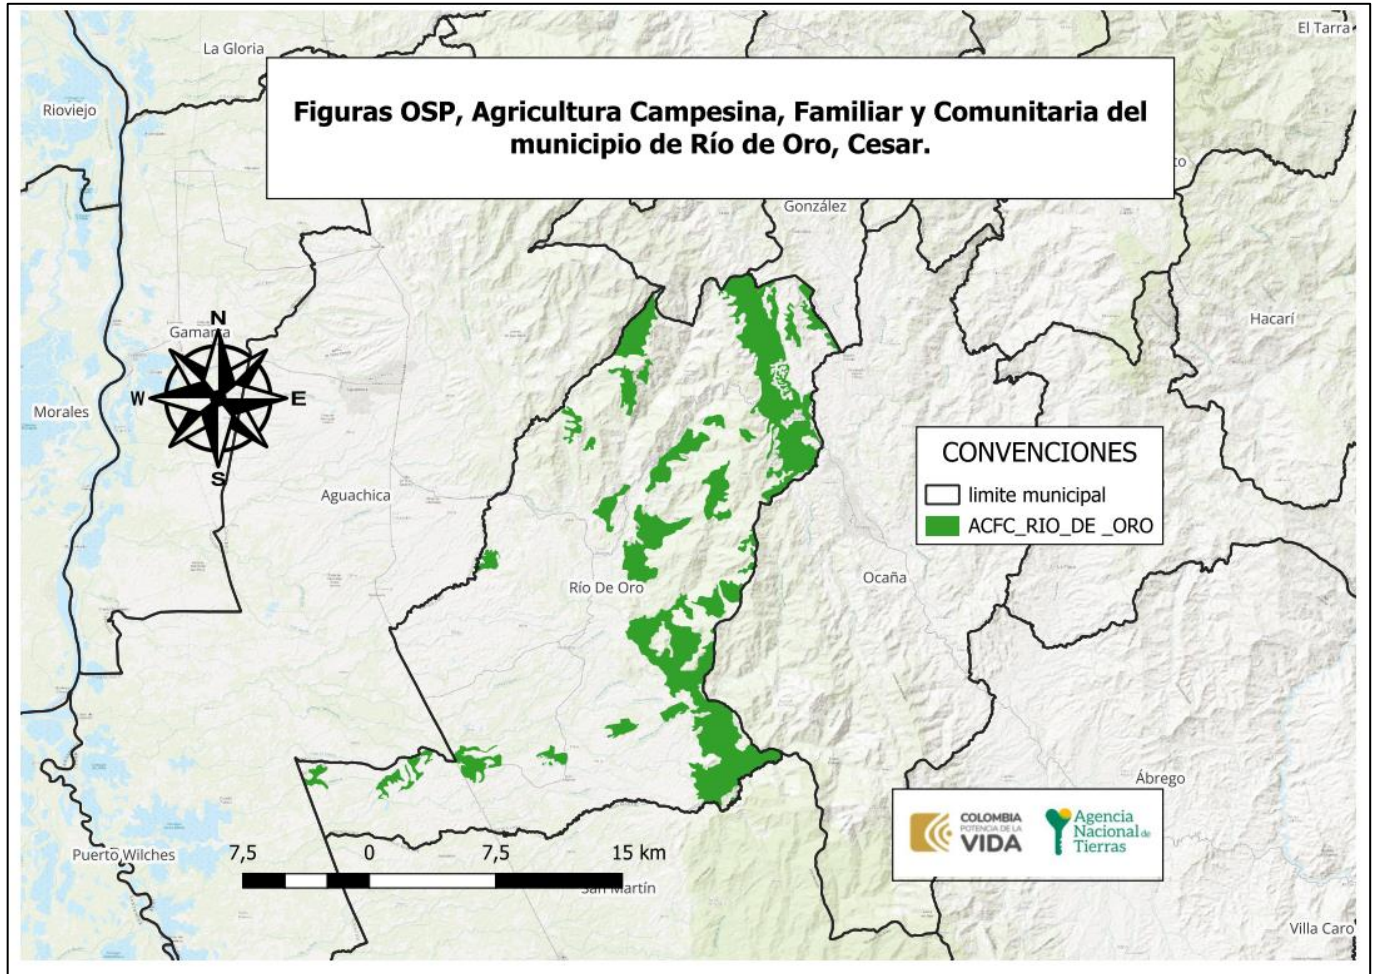 El Tarra
La Gloria
Rioviejo
Figuras OSP, Agricultura Campesina, Familiar y Comunitaria del
municipio de Río de Oro, Cesar.
to
González
N
Gamarra
Hacarí
W
E
Morales
S
CONVENCIONES
Aguachica
limite municipal
ACFC_RIO_DE _ORO
Ocaña
Río De Oro
Ábrego
COLOMBIA
POTENCIA DE LA
VIDA
Agencia
Nacional de
Tierras
Puerto Wilches
7,5
0
7,5
15 km
San Martín
Villa Caro